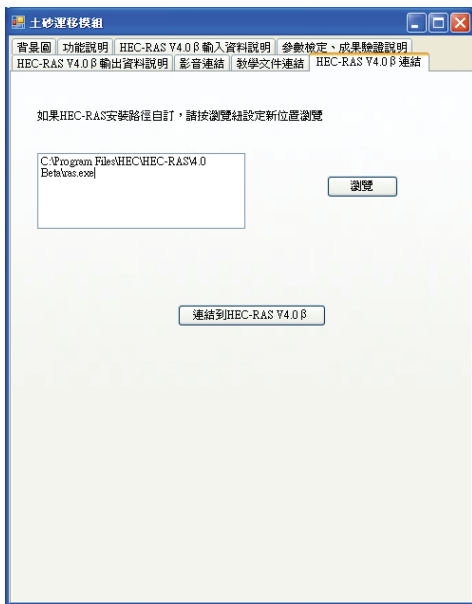 土砂運移模組
背景圖 功能說明 HEC-RAS V4.0β輸入資料說明 參數檢定、成果驗證說明
HEC-RAS V4.0β輸出資料說明 影音連結 教學文件連結 HEC-RAS V4.0β連結
如果HEC-RAS安裝路徑自訂，請按瀏覽紐設定新位置瀏覽
C:\Program Files\HEC\HEC-RAS\4.0
Beta\ras.exe
瀏覽
連結到HEC-RAS V4.0β